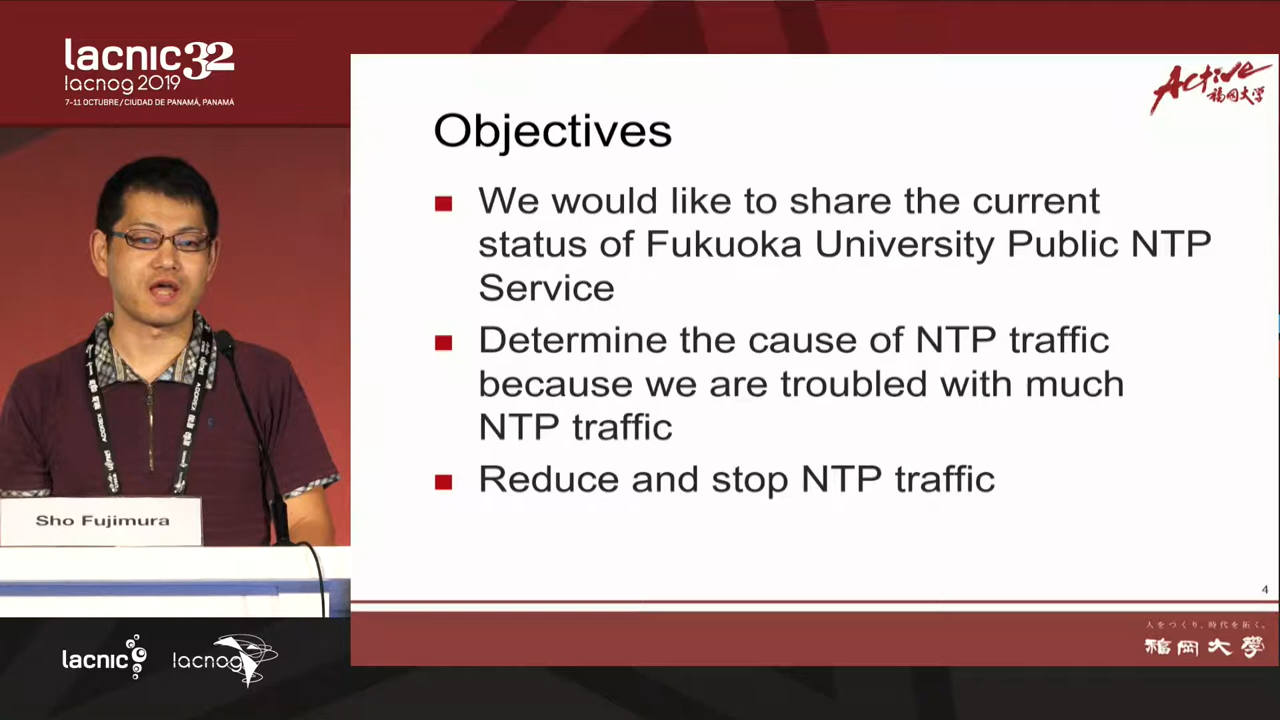 lacnic32
lacnog 2019
7-11 OCTUBRE / CIUDAD DE PANAMÁ, PANAMÁ
Active
福岡大学
Objectives
We would like to share the current
status of Fukuoka University Public NTP
Service
Determine the cause of NTP traffic
because we are troubled with much
NTP traffic
Reduce and stop NTP traffic
Sho Fujimura
4
人をつくり、時代を拓く。
福岡大學
lacnic
lacnog